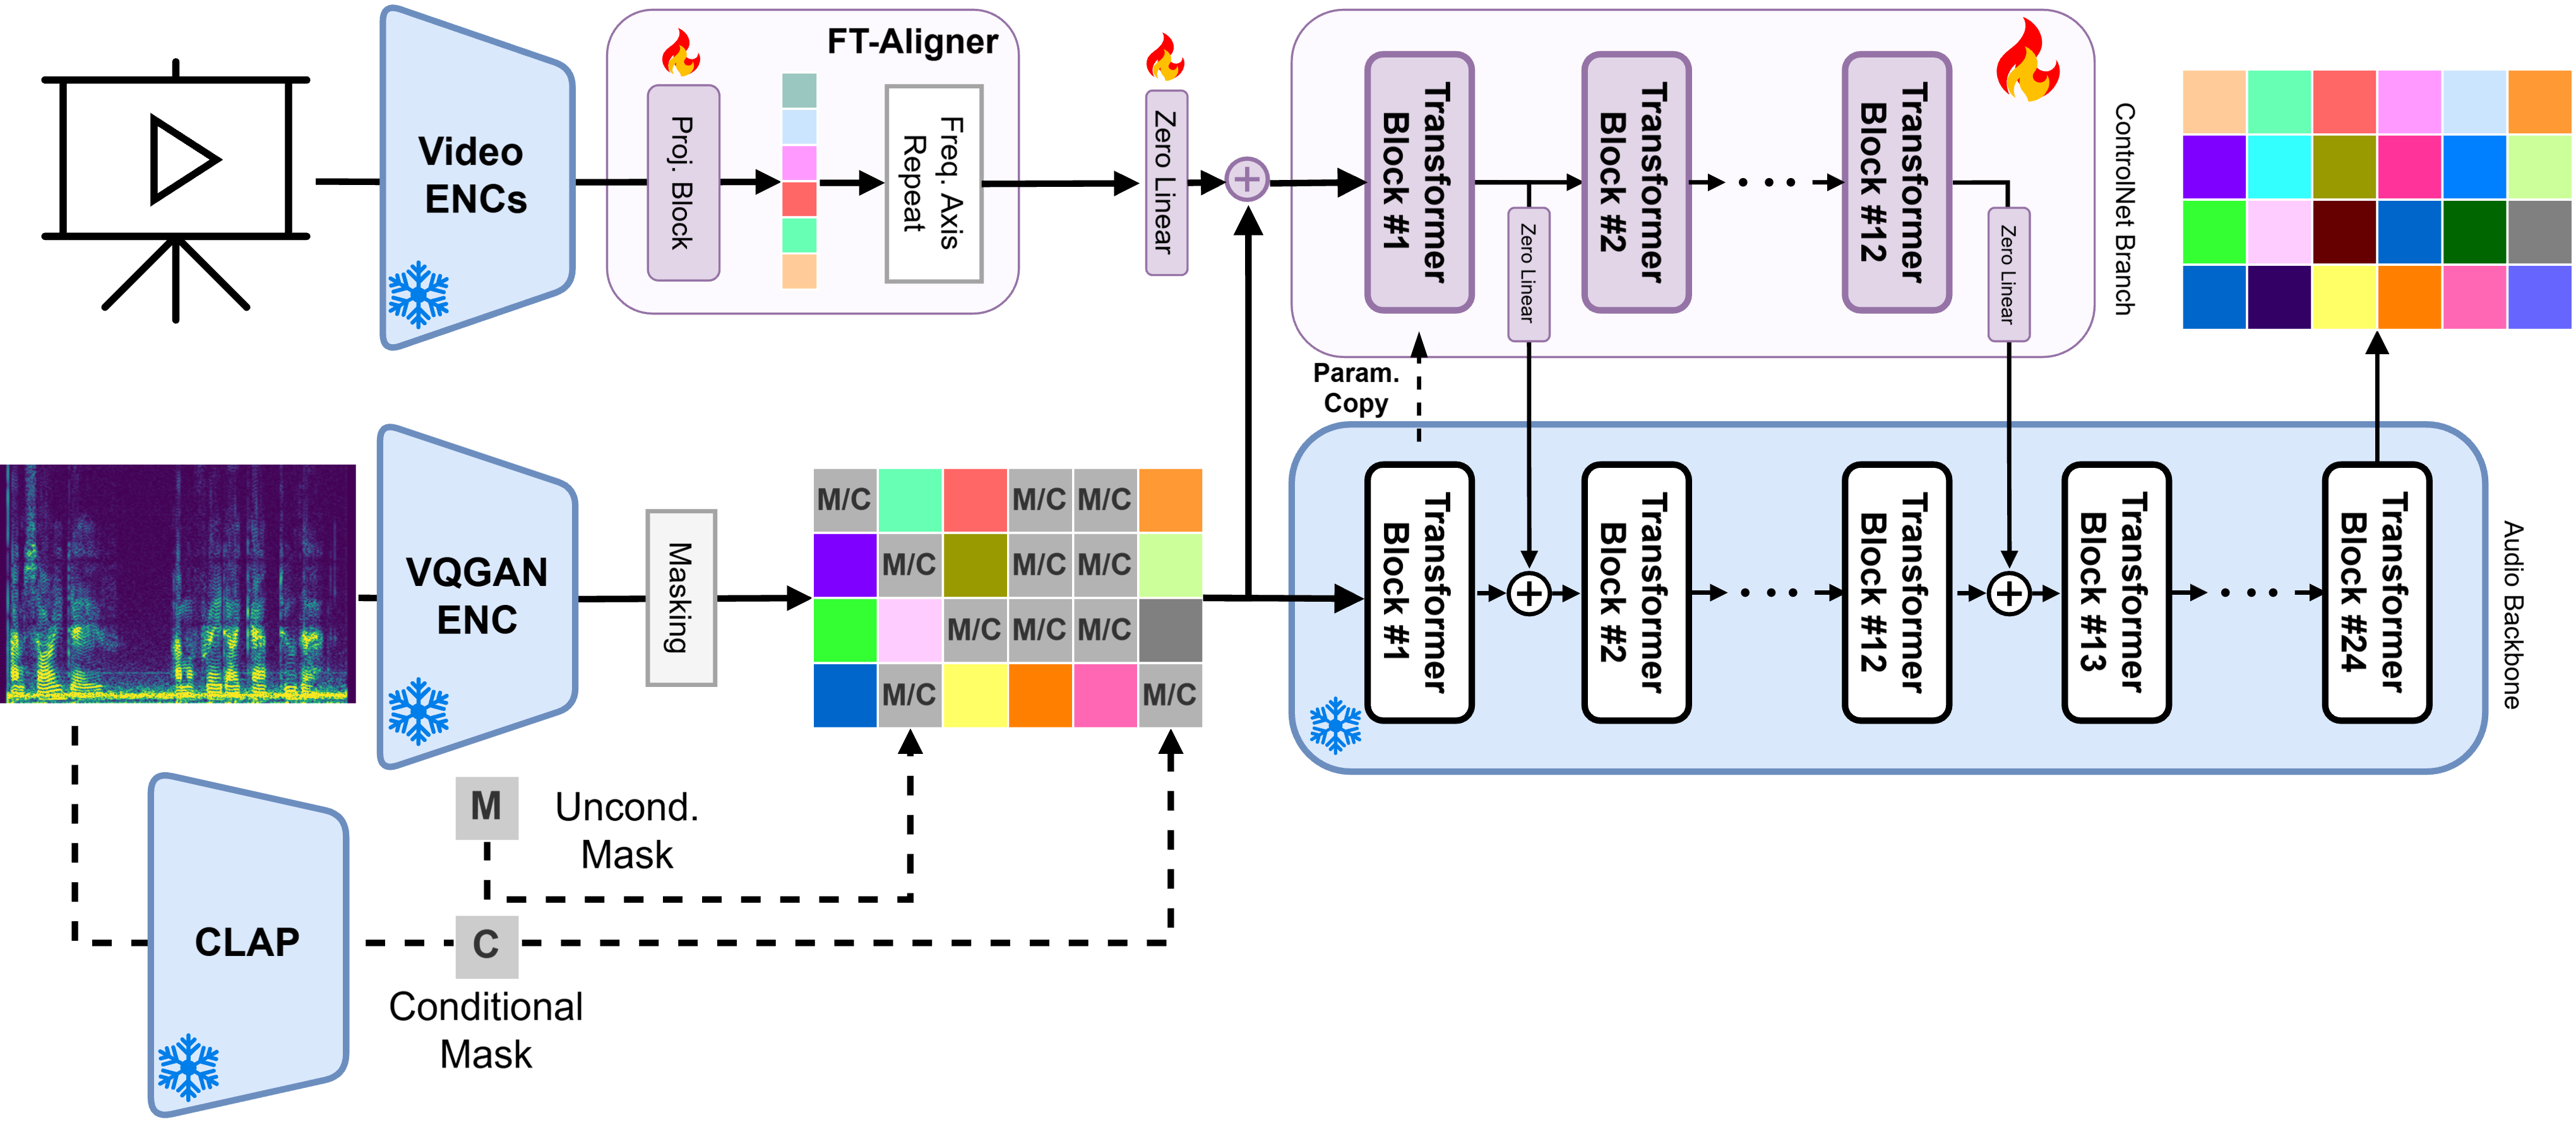 FT-Aligner
Video
ENCs
Proj. Block
Freq. Axis
Repeat
Zero Linear
Transformer
Block #1
Zero Linear
Transformer
Block #2
Transformer
Block #12
Zero Linear
ControlNet Branch
Param.
Copy
VQGAN
ENC
Masking
M/C
M/C
M/C
M/C
M/C
M/C
M/C
M/C
M/C
M/C
M/C
Transformer
Block #1
Transformer
Block #2
Transformer
Block #12
Transformer
Block #13
Transformer
Block #24
Audio Backbone
M
Uncond.
Mask
CLAP
C
Conditional
Mask